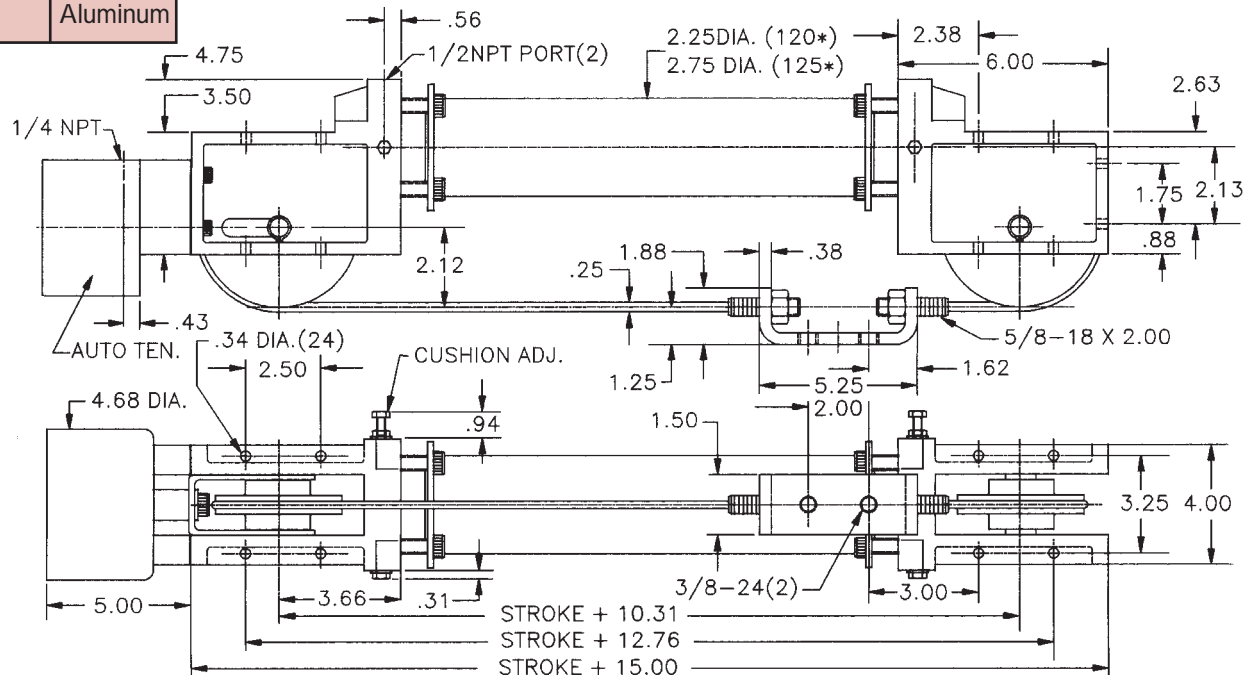 Aluminum
.56
4.75
1/2NPT PORT(2)
2.25DIA. (120*)
2.75 DIA. (125*)
2.38
6.00
3.50
2.63
1/4 NPT
1.75
2.13
.88
2.12
1.88
.38
.25
.43
AUTO TEN.
.34 DIA.(24)
2.50
CUSHION ADJ.
5/8-18 X 2.00
1.25
5.25
1.62
2.00
4.68 DIA.
.94
1.50
3.25
4.00
5.00
3.66
.31
3/8-24(2)
3.00
STROKE + 10.31
STROKE + 12.76
STROKE + 15.00